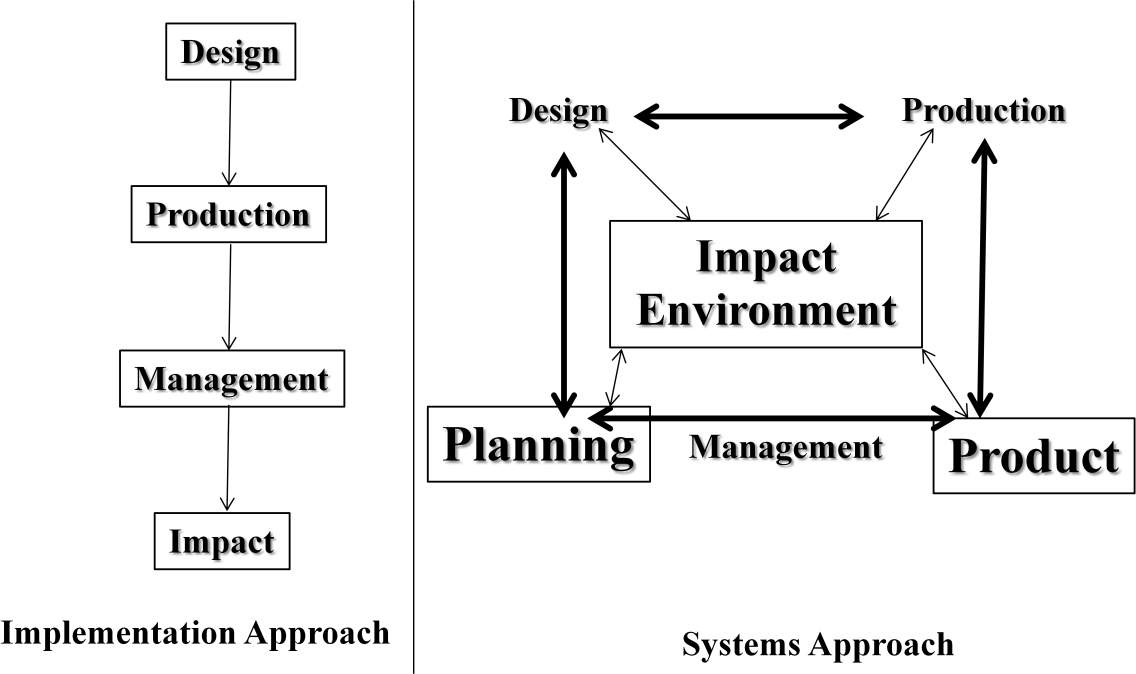 Design
Production
Management
Impact
Implementation Approach
Design
Production
Impact
Environment
Planning
Management
Product
Systems Approach